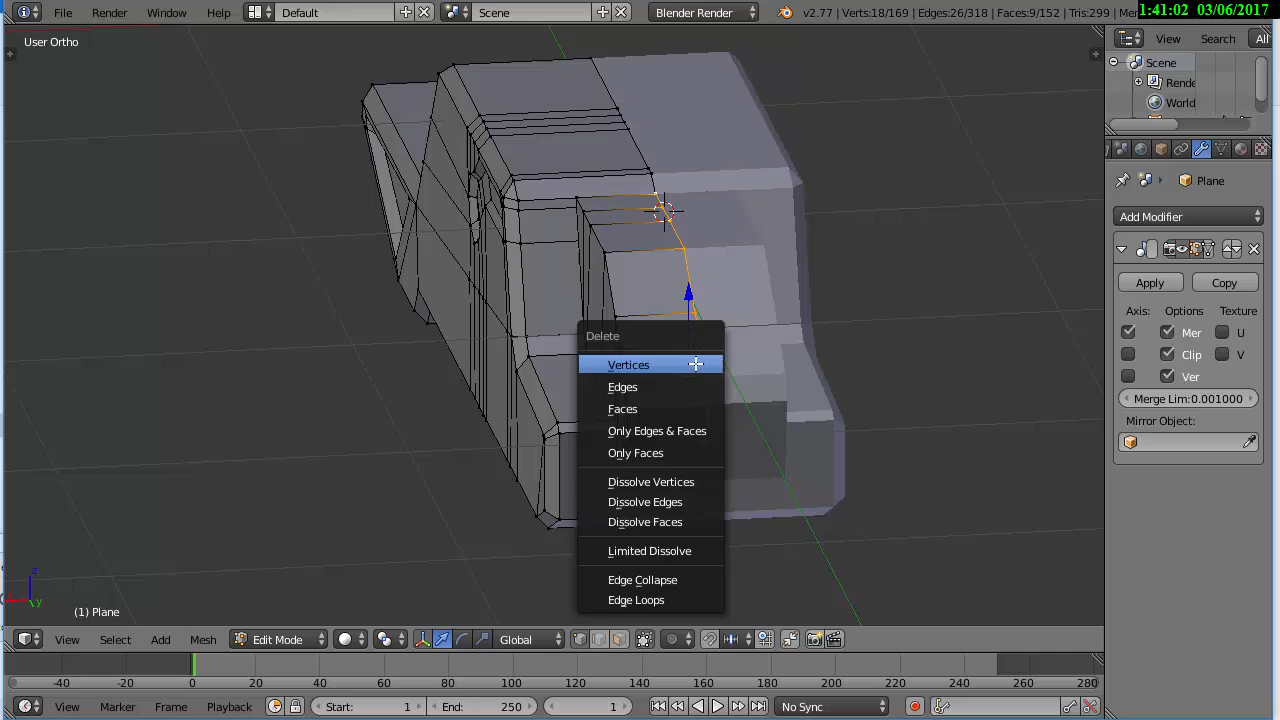 File Render Window Help Default Scene Blender Render v2.77 | Verts:18/169 | Edges:26/318 | Faces:9/152 | Tris:299 |
1:41:02 03/06/2017
User Ortho
View Search All
Scene
Rende
World
Plane
Add Modifier
Apply Copy
Axis: Options Texture
Mer U
Clip V
Ver
Merge Lim:0.001000
Mirror Object:
Delete
Vertices
Edges
Faces
Only Edges & Faces
Only Faces
Dissolve Vertices
Dissolve Edges
Dissolve Faces
Limited Dissolve
Edge Collapse
Edge Loops
z
x y
(1) Plane
View Select Add Mesh Edit Mode Global
-40 -20 0 20 40 60 80 100 120 140 160 180 200 220 240 260 280
View Marker Frame Playback Start: 1 End: 250 1 No Sync